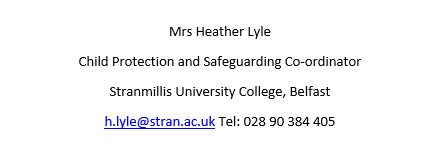 Mrs Heather Lyle
Child Protection and Safeguarding Co-ordinator
Stranmillis University College, Belfast
h.lyle@stran.ac.uk Tel: 028 90 384 405